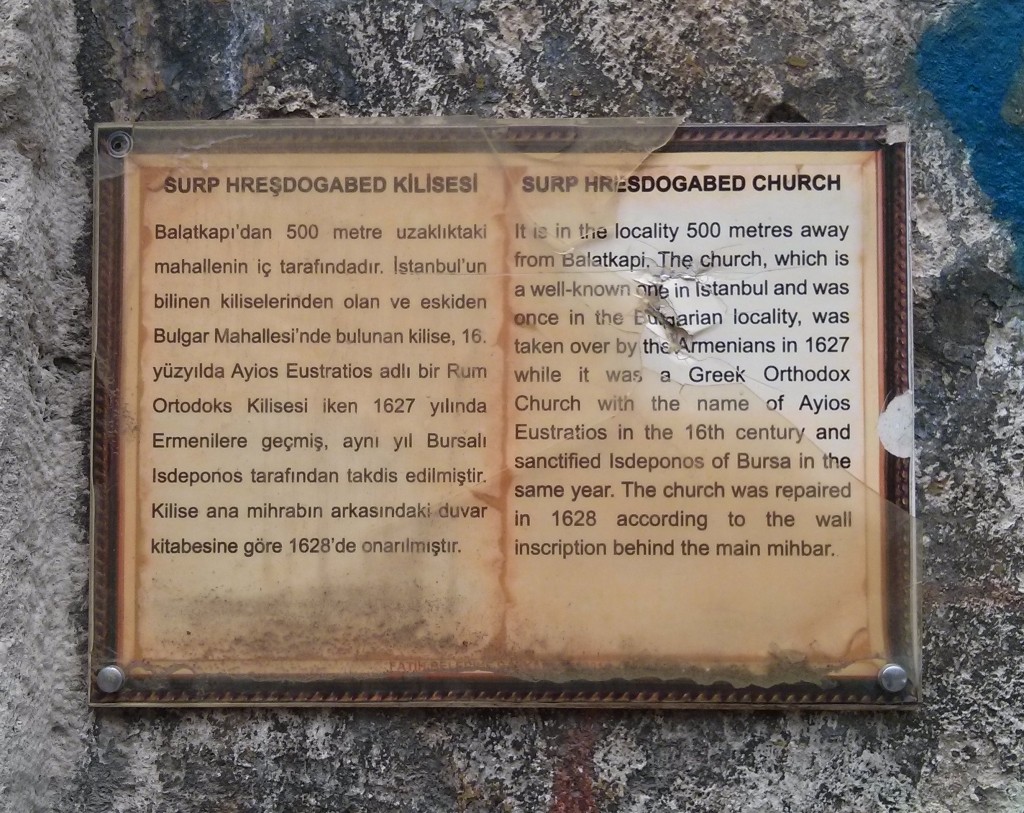 SURP HREŞDOGABED KİLİSESİ
Balatkapı'dan 500 metre uzaklıktaki
mahallenin iç tarafındadır. İstanbul'un
bilinen kiliselerinden olan ve eskiden
Bulgar Mahallesi'nde bulunan kilise, 16.
yüzyılda Ayios Eustratios adlı bir Rum
Ortodoks Kilisesi iken 1627 yılında
Ermenilere geçmiş, aynı yıl Bursalı
Isdeponos tarafından takdis edilmiştir.
Kilise ana mihrabın arkasındaki duvar
kitabesine göre 1628'de onarılmıştır.
SURP HRESDOGABED CHURCH
It is in the locality 500 metres away
from Balatkapi. The church, which is
a well-known one in İstanbul and was
once in the Bulgarian locality, was
taken over by the Armenians in 1627
while it was a Greek Orthodox
Church with the name of Ayios
Eustratios in the 16th century and
sanctified Isdeponos of Bursa in the
same year. The church was repaired
in 1628 according to the wall
inscription behind the main mihbar.